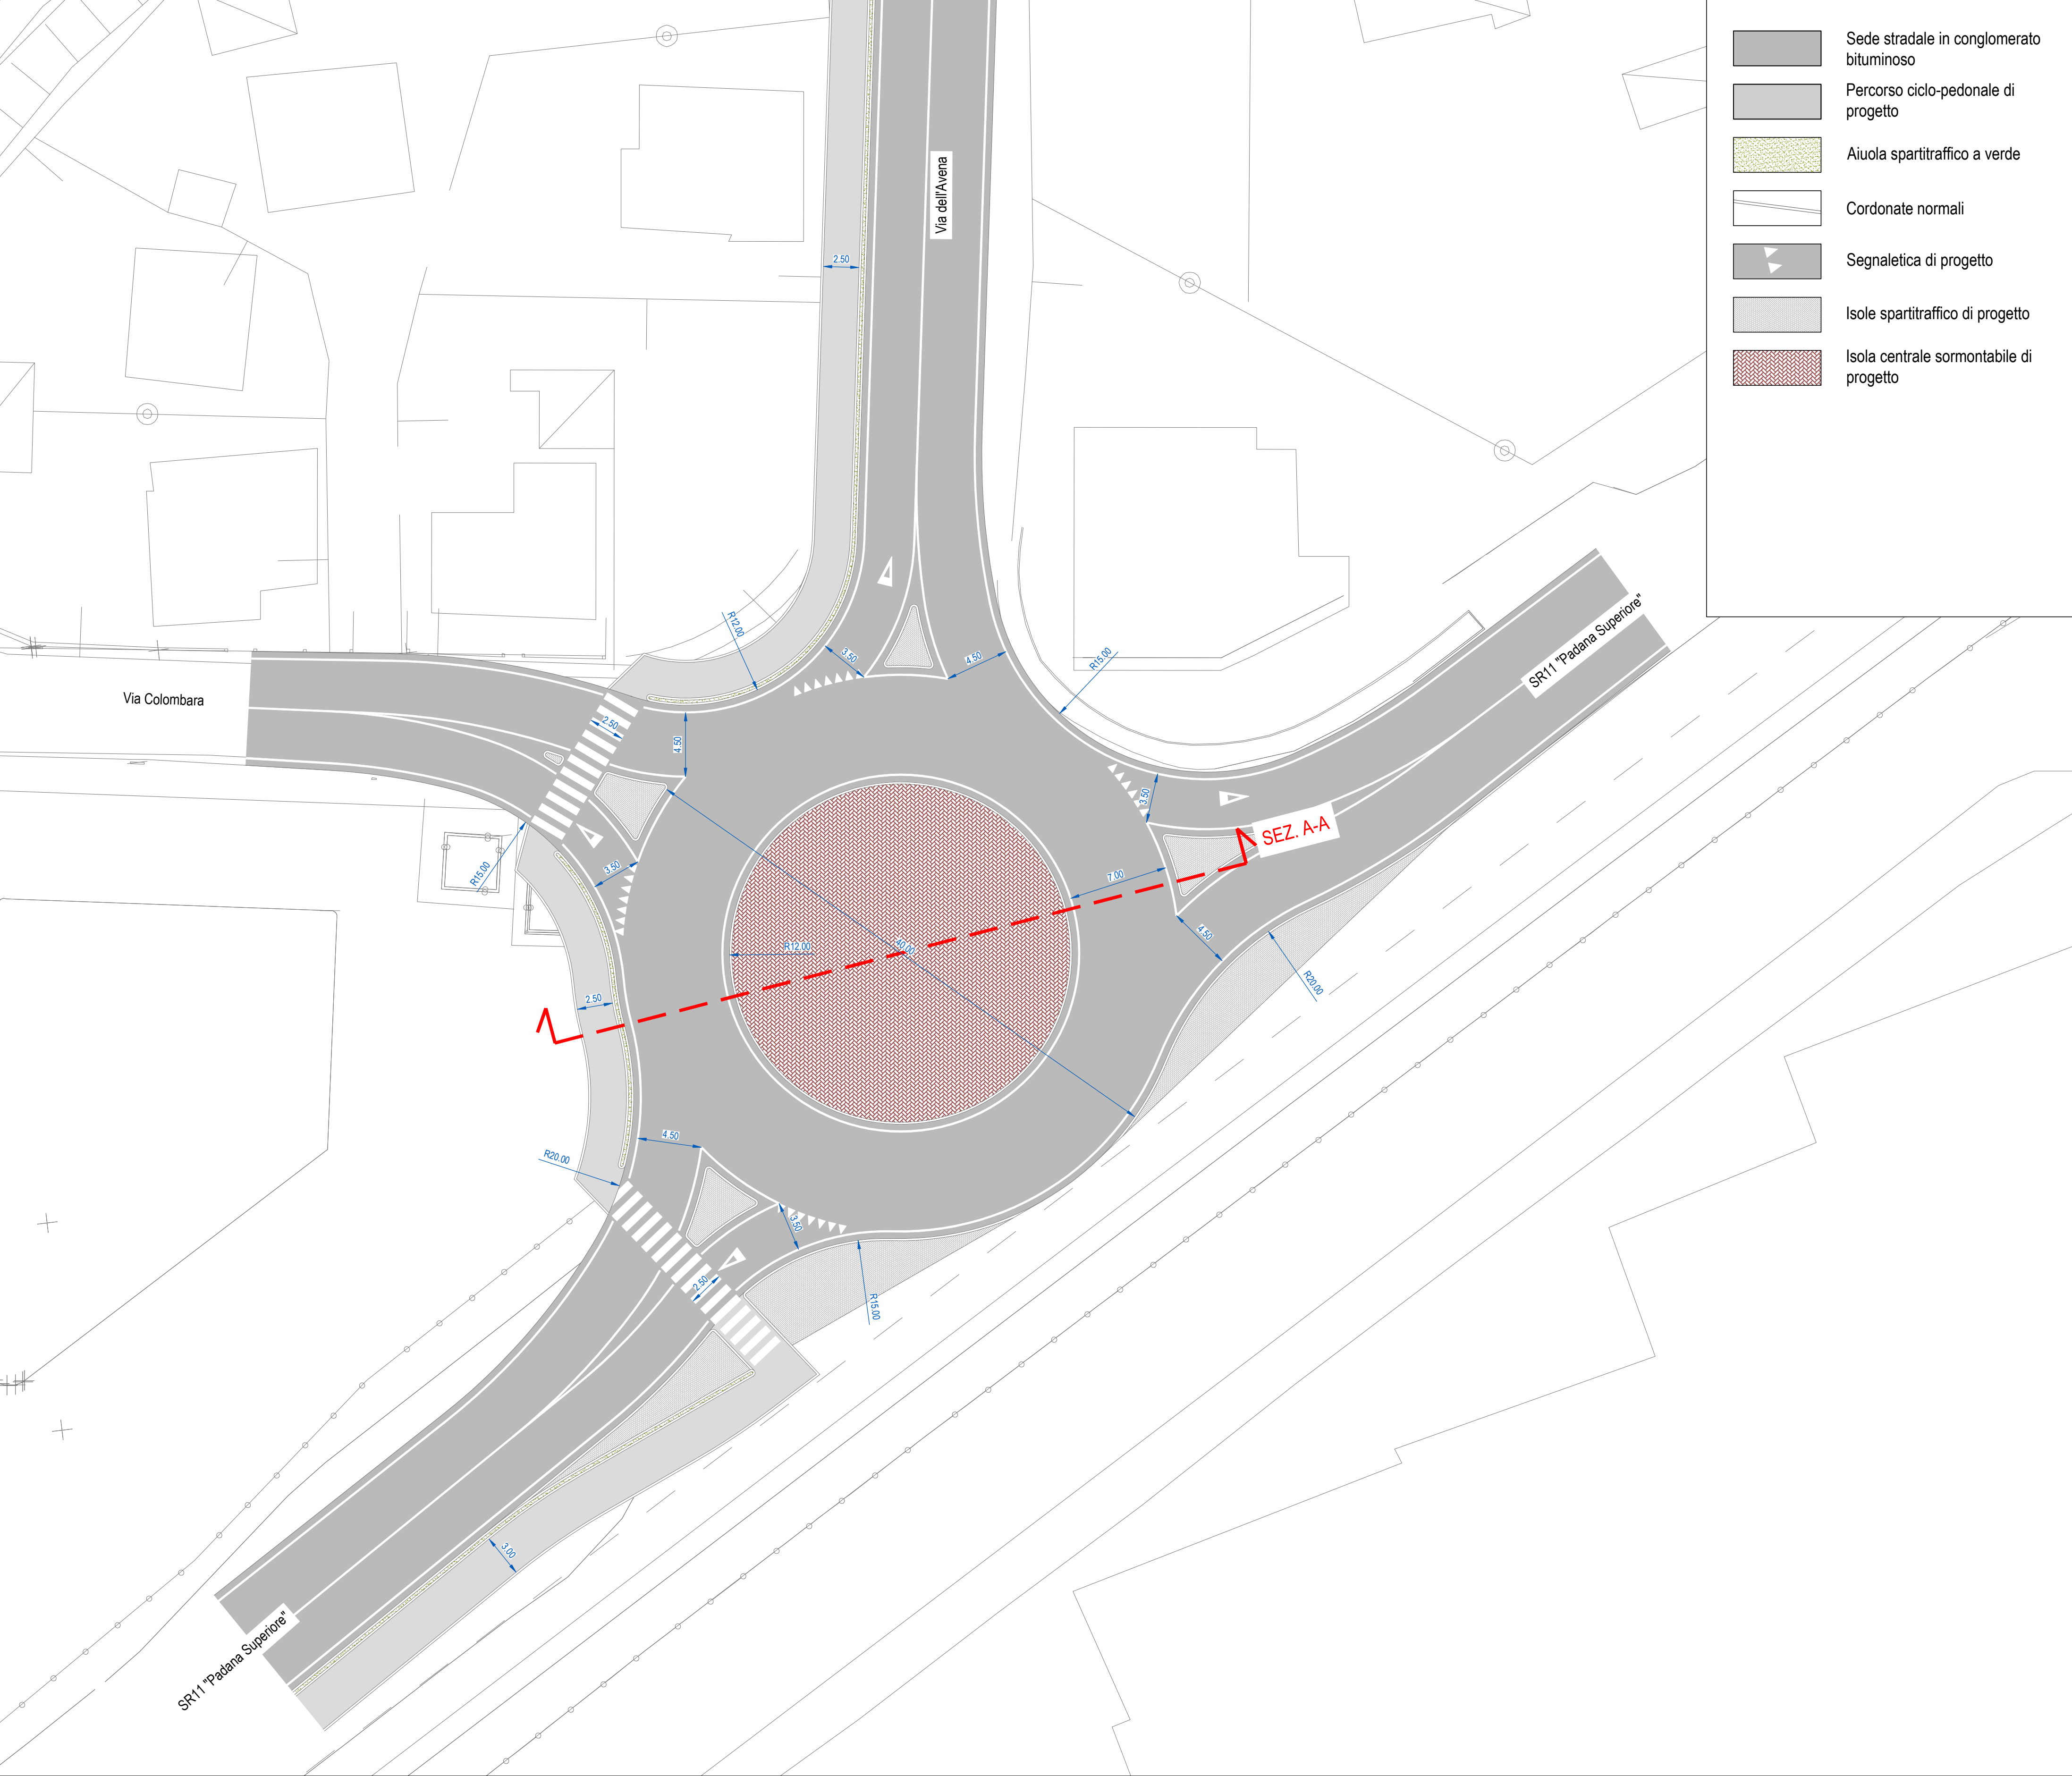 Sede stradale in conglomerato
bituminoso
Percorso ciclo-pedonale di
progetto
Aiuola spartitraffico a verde
Cordonate normali
Segnaletica di progetto
Isole spartitraffico di progetto
Isola centrale sormontabile di
progetto
Via dell'Avena
2.50
R12.00
3.50
4.50
R15.00
SR11 "Padana Superiore"
Via Colombara
2.50
4.50
3.50
SEZ. A-A
R15.00
3.50
7.00
4.50
R12.00
40.00
R20.00
2.50
4.50
R20.00
3.50
2.50
R15.00
3.00
SR11 "Padana Superiore"